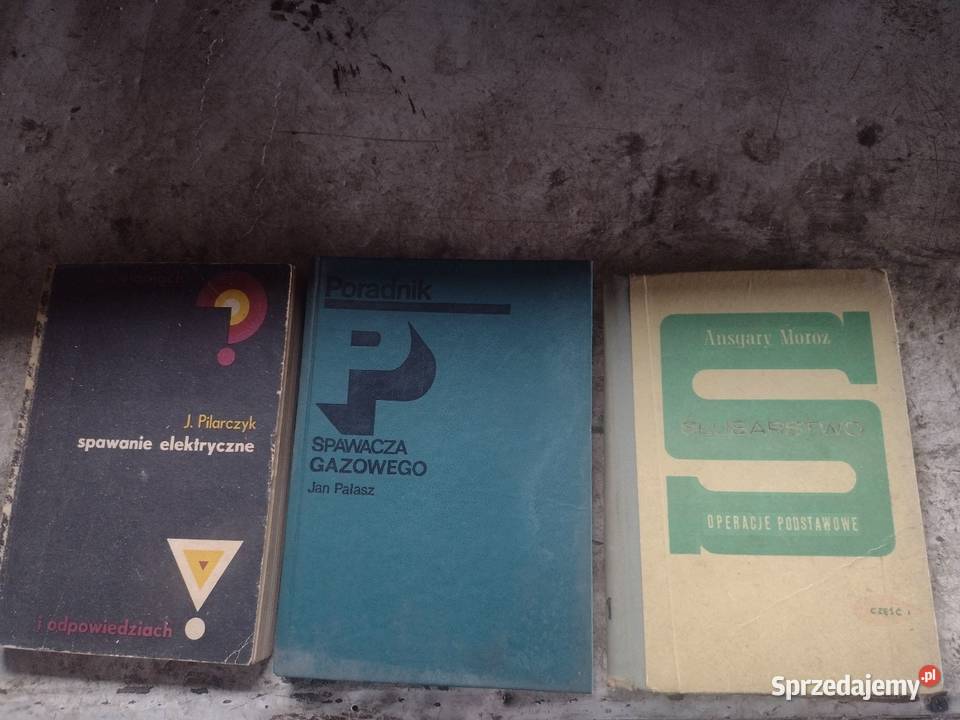 J. Pilarczyk
spawanie elektryczne
i odpowiedziach
Poradnik
SPAWACZA
GAZOWEGO
Jan Pałasz
Ansgary Moroz
ŚLUSARSTWO
OPERACJE PODSTAWOWE
CZĘŚĆ I
Sprzedajemy.pl